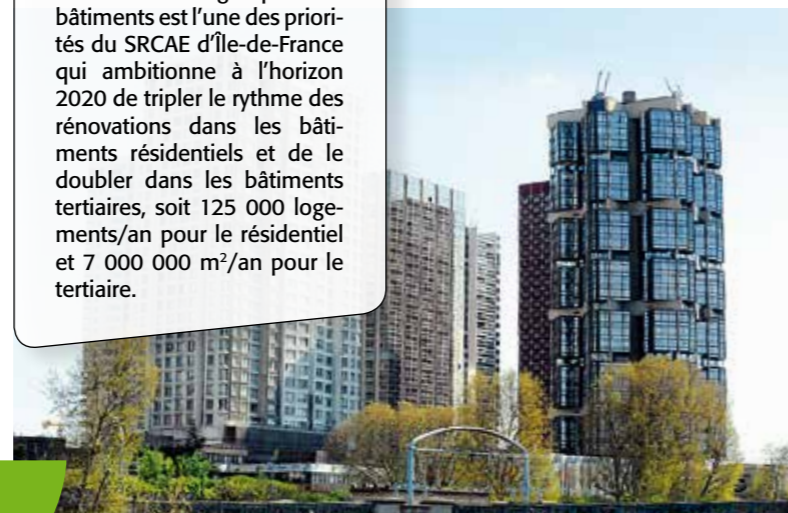 bâtiments est l'une des priori-
tés du SRCAE d'Île-de-France
qui ambitionne à l'horizon
2020 de tripler le rythme des
rénovations dans les bâti-
ments résidentiels et de le
doubler dans les bâtiments
tertiaires, soit 125 000 loge-
ments/an pour le résidentiel
et 7 000 000 m²/an pour le
tertiaire.